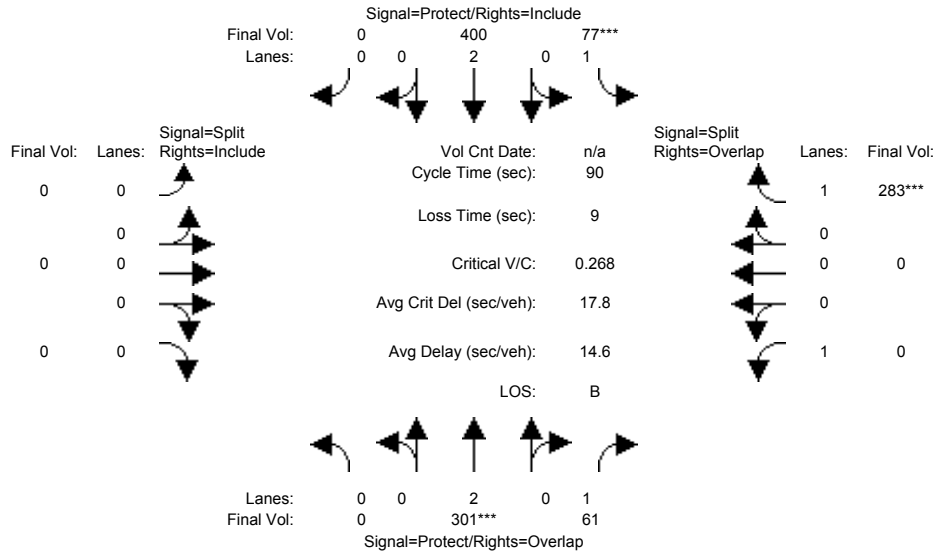 Signal=Protect/Rights=Include
Final Vol: 0 400 77***
Lanes: 0 0 2 0 1
Signal=Split Signal=Split
Final Vol: Lanes: Rights=Include Vol Cnt Date: n/a Rights=Overlap Lanes: Final Vol:
Cycle Time (sec): 90
0 0 1 283***
Loss Time (sec): 9
0 0
0 0 Critical V/C: 0.268 0 0
0 Avg Crit Del (sec/veh): 17.8 0
0 0 Avg Delay (sec/veh): 14.6 1 0
LOS: B
Lanes: 0 0 2 0 1
Final Vol: 0 301*** 61
Signal=Protect/Rights=Overlap